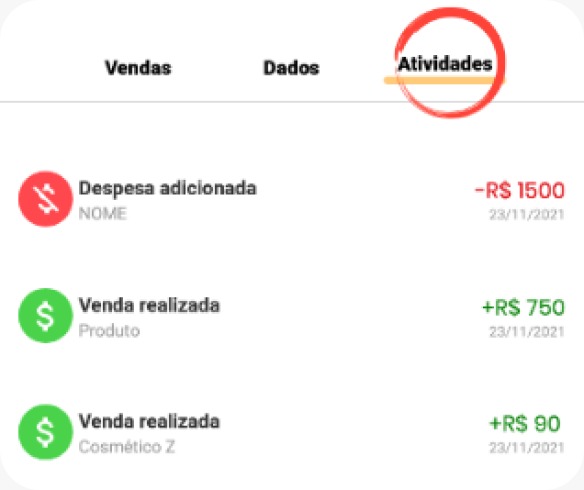 Vendas Dados Atividades
Despesa adicionada -R$ 1500
NOME 23/11/2021
Venda realizada +R$ 750
Produto 23/11/2021
Venda realizada +R$ 90
Cosmético Z 23/11/2021